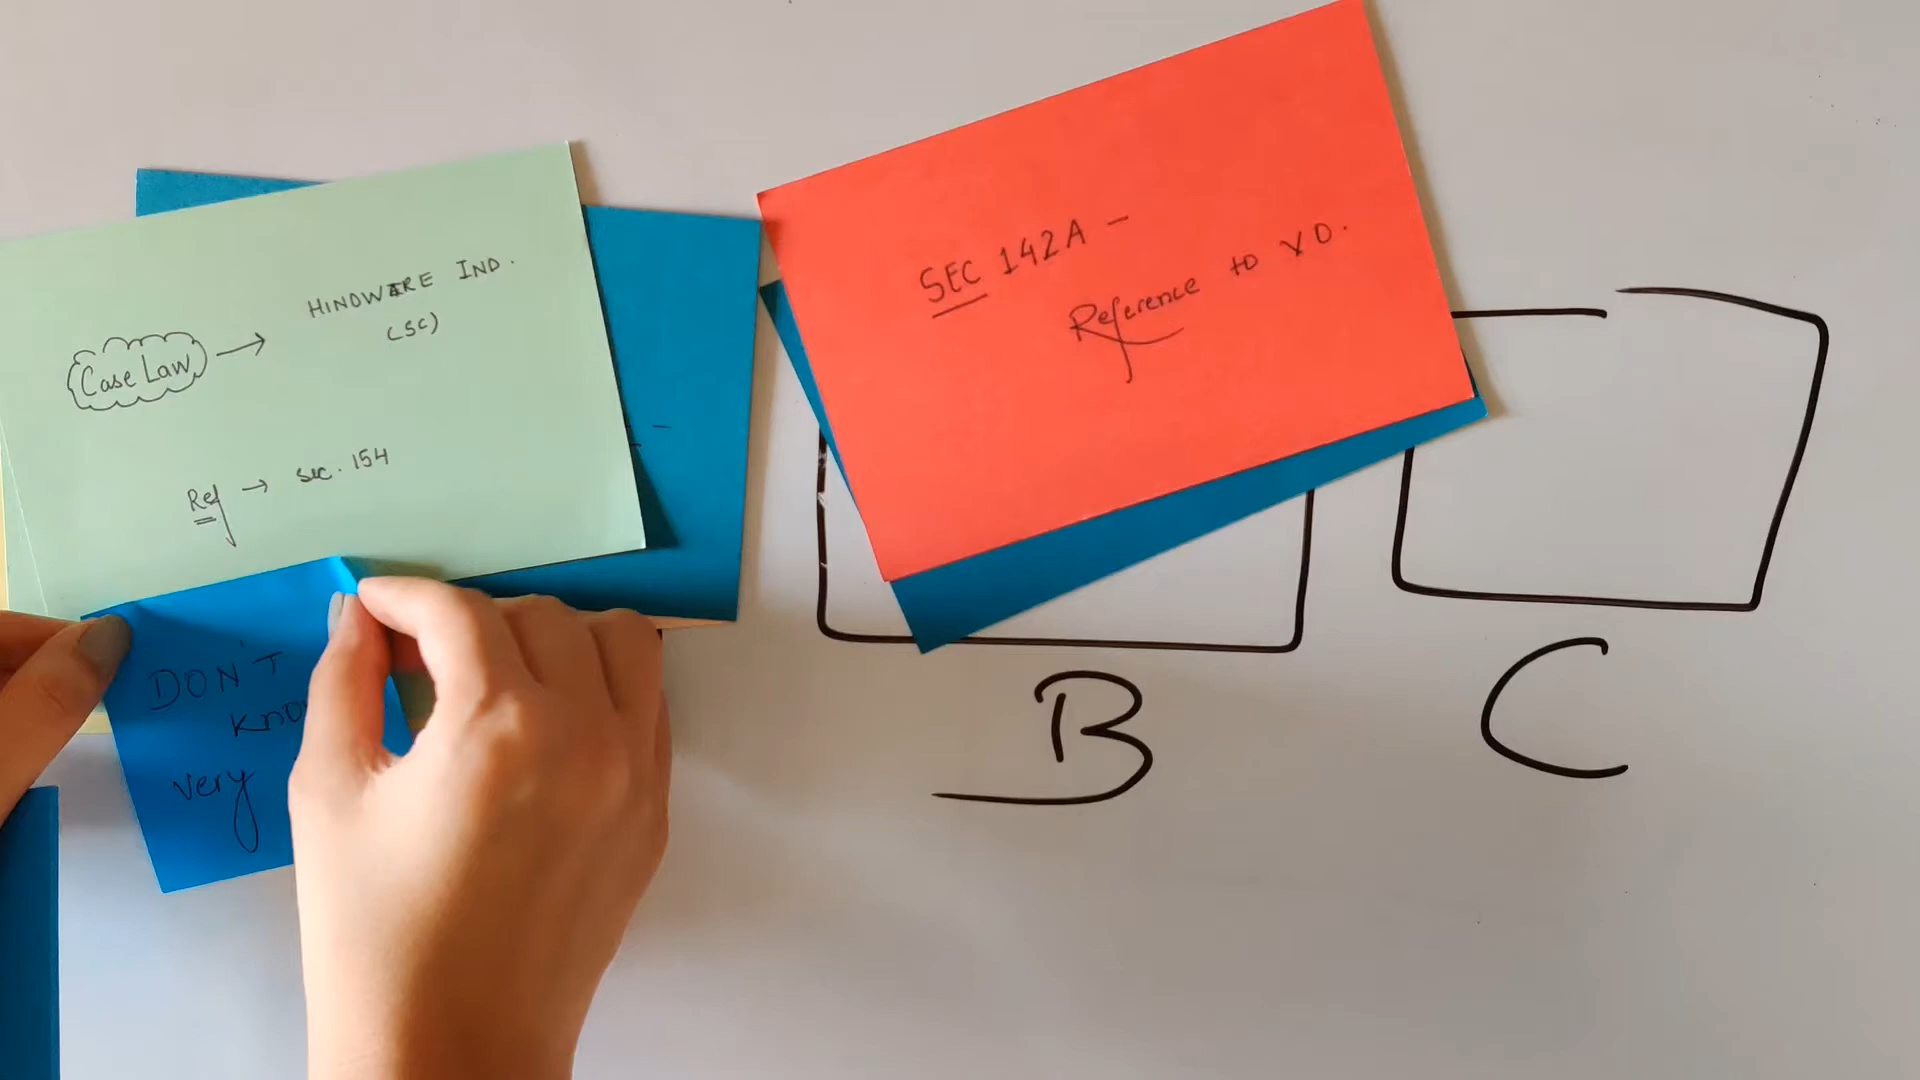 HINDWARE IND.
(SC)
Case Law →
Ref → sec. 154
DON'T
very
SEC 142A -
Reference to VO.
B
C